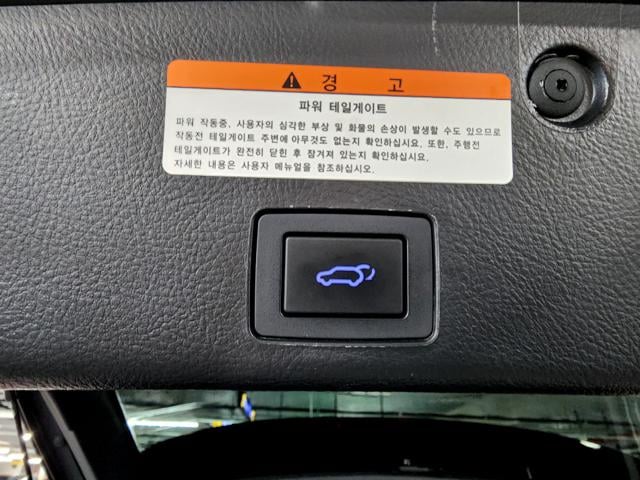 경 고
파워 테일게이트
파워 작동중, 사용자의 심각한 부상 및 화물의 손상이 발생할 수도 있으므로
작동전 테일게이트 주변에 아무것도 없는지 확인하십시요. 또한, 주행전
테일게이트가 완전히 닫힌 후 잠겨져 있는지 확인하십시요.
자세한 내용은 사용자 메뉴얼을 참조하십시오.